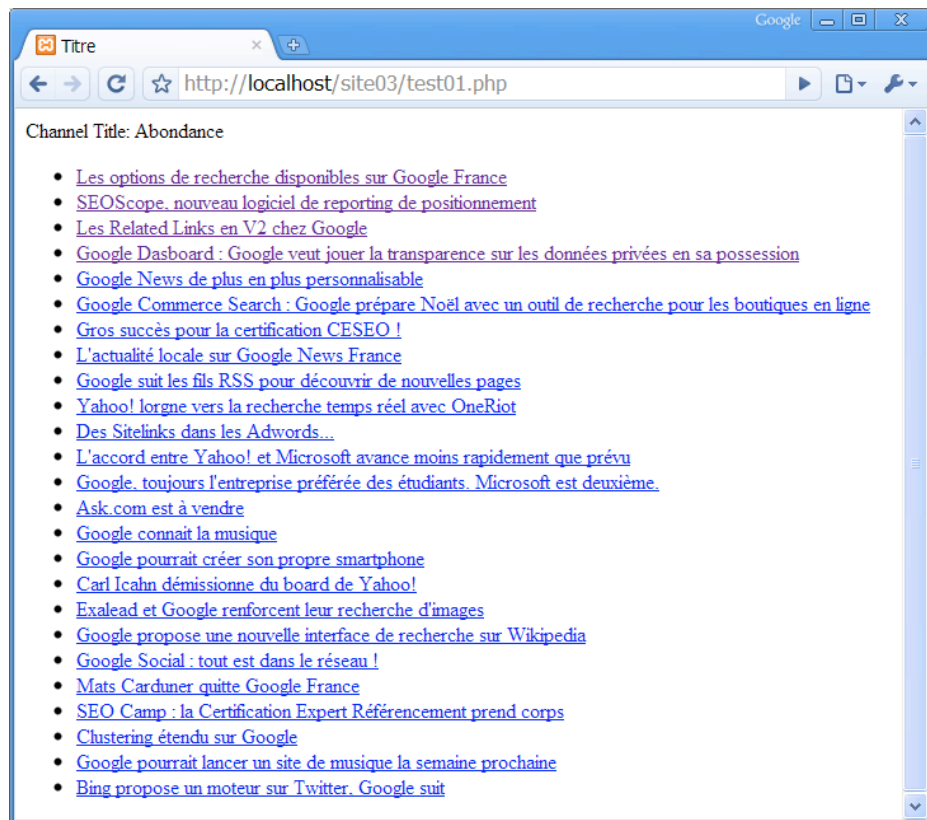 Google
Titre
http://localhost/site03/test01.php
Channel Title: Abondance
Les options de recherche disponibles sur Google France
SEOScope, nouveau logiciel de reporting de positionnement
Les Related Links en V2 chez Google
Google Dasboard : Google veut jouer la transparence sur les données privées en sa possession
Google News de plus en plus personnalisable
Google Commerce Search : Google prépare Noël avec un outil de recherche pour les boutiques en ligne
Gros succès pour la certification CESEO !
L'actualité locale sur Google News France
Google suit les fils RSS pour découvrir de nouvelles pages
Yahoo! lorgne vers la recherche temps réel avec OneRiot
Des Sitelinks dans les Adwords...
L'accord entre Yahoo! et Microsoft avance moins rapidement que prévu
Google, toujours l'entreprise préférée des étudiants. Microsoft est deuxième.
Ask.com est à vendre
Google connait la musique
Google pourrait créer son propre smartphone
Carl Icahn démissionne du board de Yahoo!
Exalead et Google renforcent leur recherche d'images
Google propose une nouvelle interface de recherche sur Wikipedia
Google Social : tout est dans le réseau !
Mats Carduner quitte Google France
SEO Camp : la Certification Expert Référencement prend corps
Clustering étendu sur Google
Google pourrait lancer un site de musique la semaine prochaine
Bing propose un moteur sur Twitter, Google suit